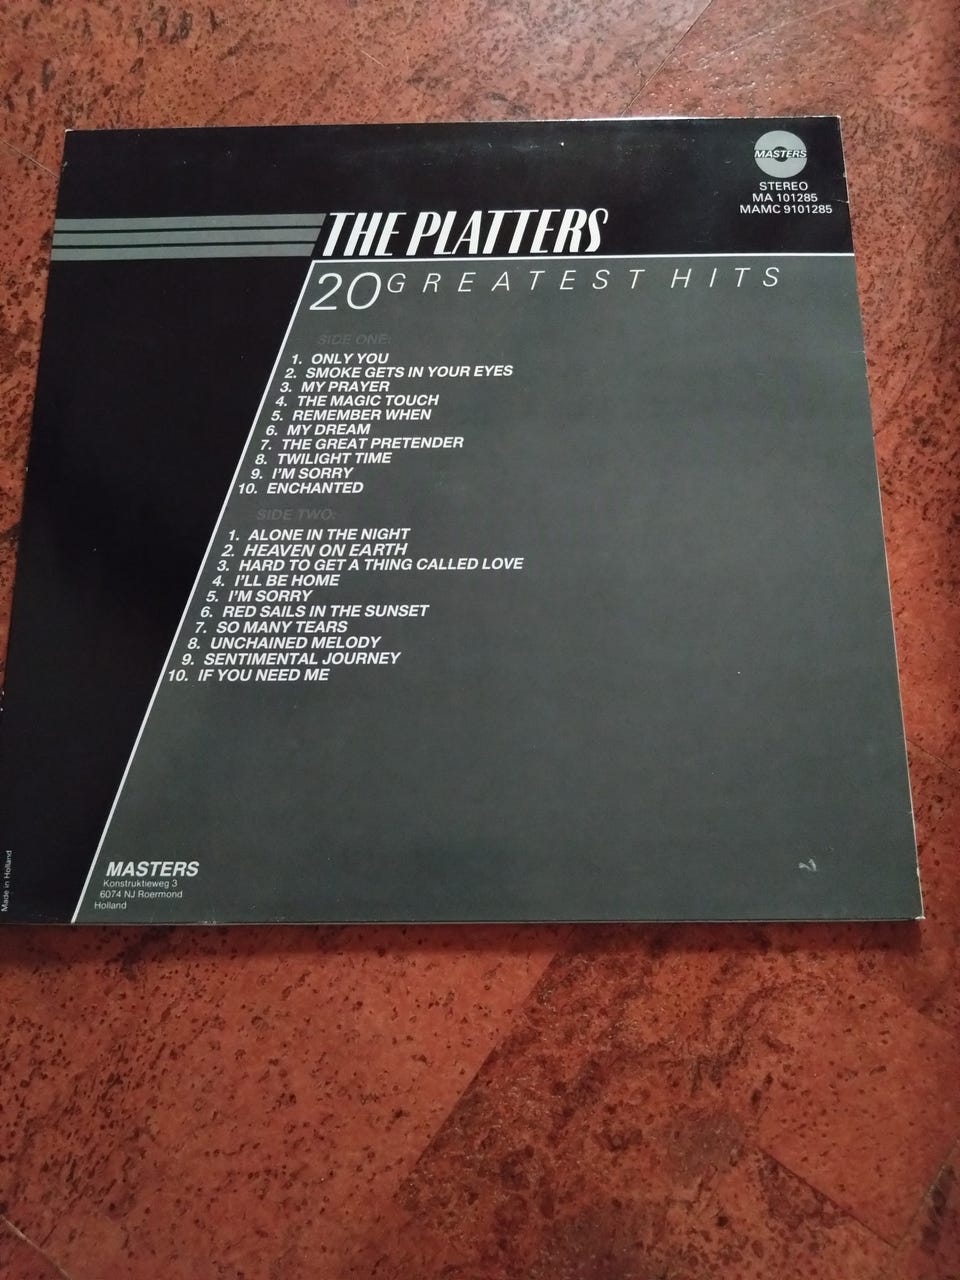 MASTERS
STEREO
MA 101285
MAMC 9101285
THE PLATTERS
20 GREATEST HITS
SIDE ONE:
1. ONLY YOU
2. SMOKE GETS IN YOUR EYES
3. MY PRAYER
4. THE MAGIC TOUCH
5. REMEMBER WHEN
6. MY DREAM
7. THE GREAT PRETENDER
8. TWILIGHT TIME
9. I'M SORRY
10. ENCHANTED
SIDE TWO:
1. ALONE IN THE NIGHT
2. HEAVEN ON EARTH
3. HARD TO GET A THING CALLED LOVE
4. I'LL BE HOME
5. I'M SORRY
6. RED SAILS IN THE SUNSET
7. SO MANY TEARS
8. UNCHAINED MELODY
9. SENTIMENTAL JOURNEY
10. IF YOU NEED ME
MASTERS
Konstruktieweg 3
6074 NJ Roermond
Holland
Made in Holland